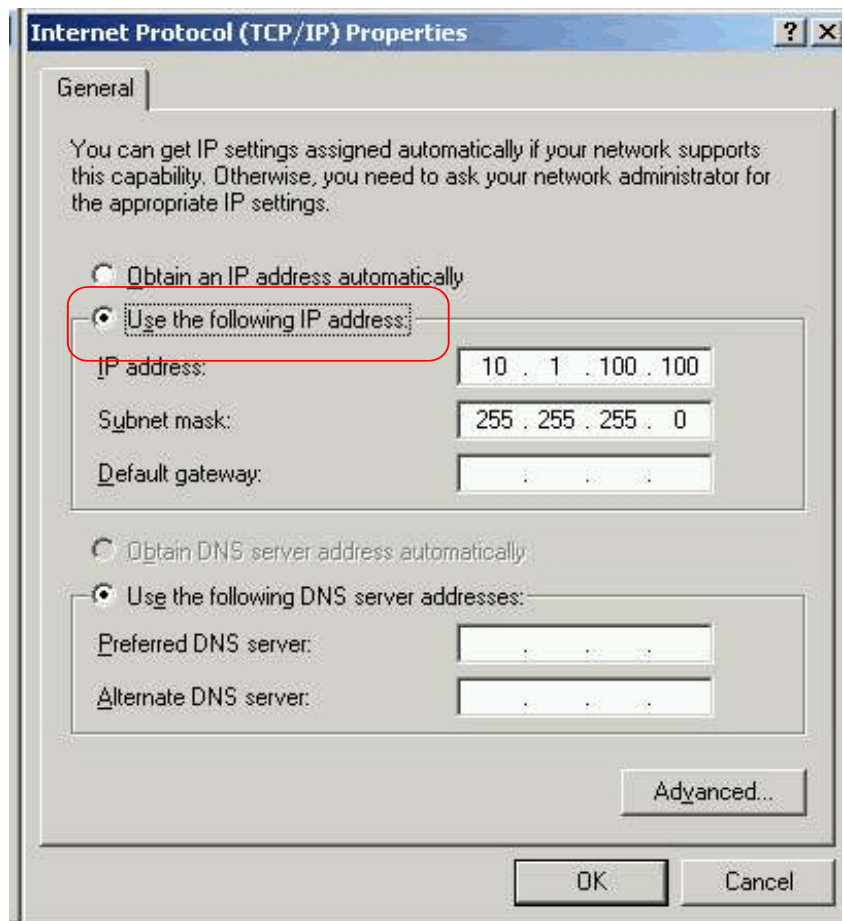 Internet Protocol (TCP/IP) Properties
? X
General
You can get IP settings assigned automatically if your network supports
this capability. Otherwise, you need to ask your network administrator for
the appropriate IP settings.
Obtain an IP address automatically
Use the following IP address:
IP address: 10 . 1 . 100 . 100
Subnet mask: 255 . 255 . 255 . 0
Default gateway: . . .
Obtain DNS server address automatically
Use the following DNS server addresses:
Preferred DNS server: . . .
Alternate DNS server: . . .
Advanced...
OK Cancel